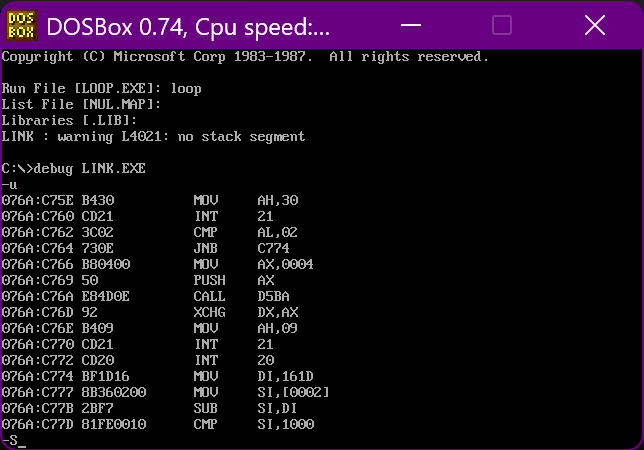 DOS
BOX
DOSBox 0.74, Cpu speed:...
Copyright (C) Microsoft Corp 1983-1987.  All rights reserved.
Run File [LOOP.EXE]: loop
List File [NUL.MAP]:
Libraries [.LIB]:
LINK : warning L4021: no stack segment
C:\>debug LINK.EXE
-u
076A:C75E B430          MOV     AH,30
076A:C760 CD21          INT     21
076A:C762 3C02          CMP     AL,02
076A:C764 730E          JNB     C774
076A:C766 B80400        MOV     AX,0004
076A:C769 50            PUSH    AX
076A:C76A E84D0E        CALL    D5BA
076A:C76D 92            XCHG    DX,AX
076A:C76E B409          MOV     AH,09
076A:C770 CD21          INT     21
076A:C772 CD20          INT     20
076A:C774 BF1D16        MOV     DI,161D
076A:C777 8B360200      MOV     SI,[0002]
076A:C77B 2BF7          SUB     SI,DI
076A:C77D 81FE0010      CMP     SI,1000
-S_